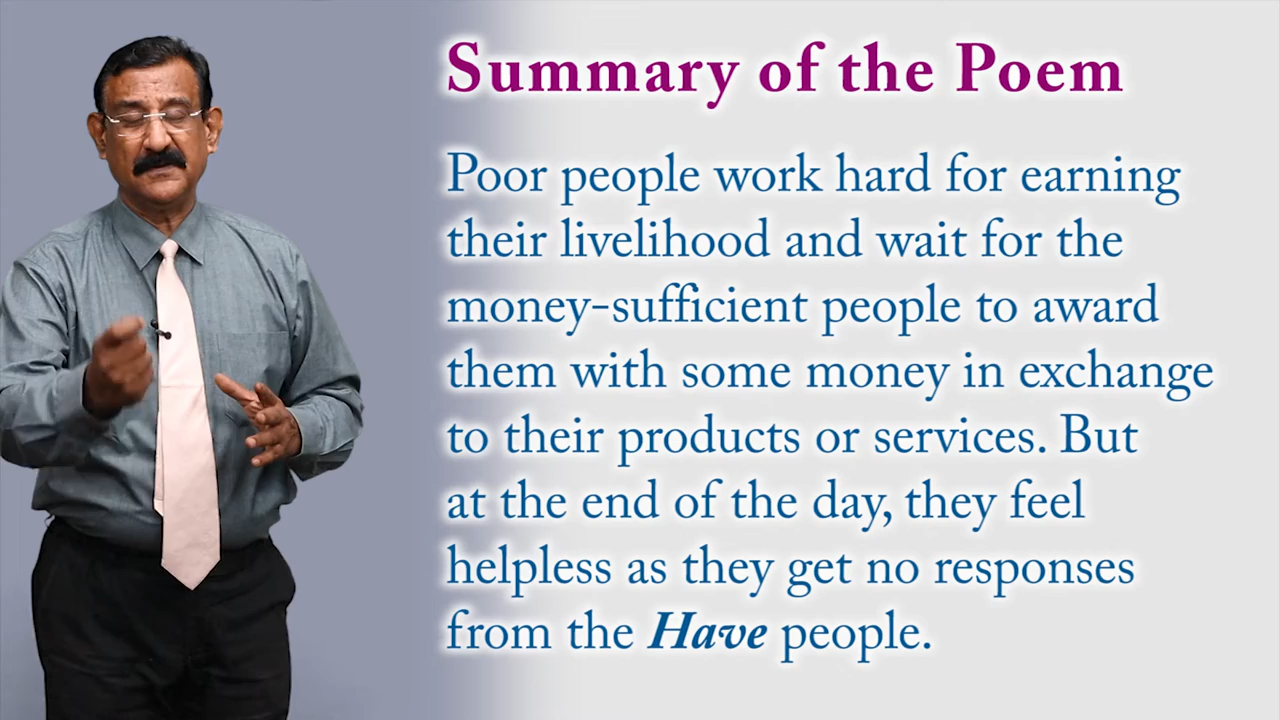 Summary of the Poem
Poor people work hard for earning
their livelihood and wait for the
money-sufficient people to award
them with some money in exchange
to their products or services. But
at the end of the day, they feel
helpless as they get no responses
from the Have people.